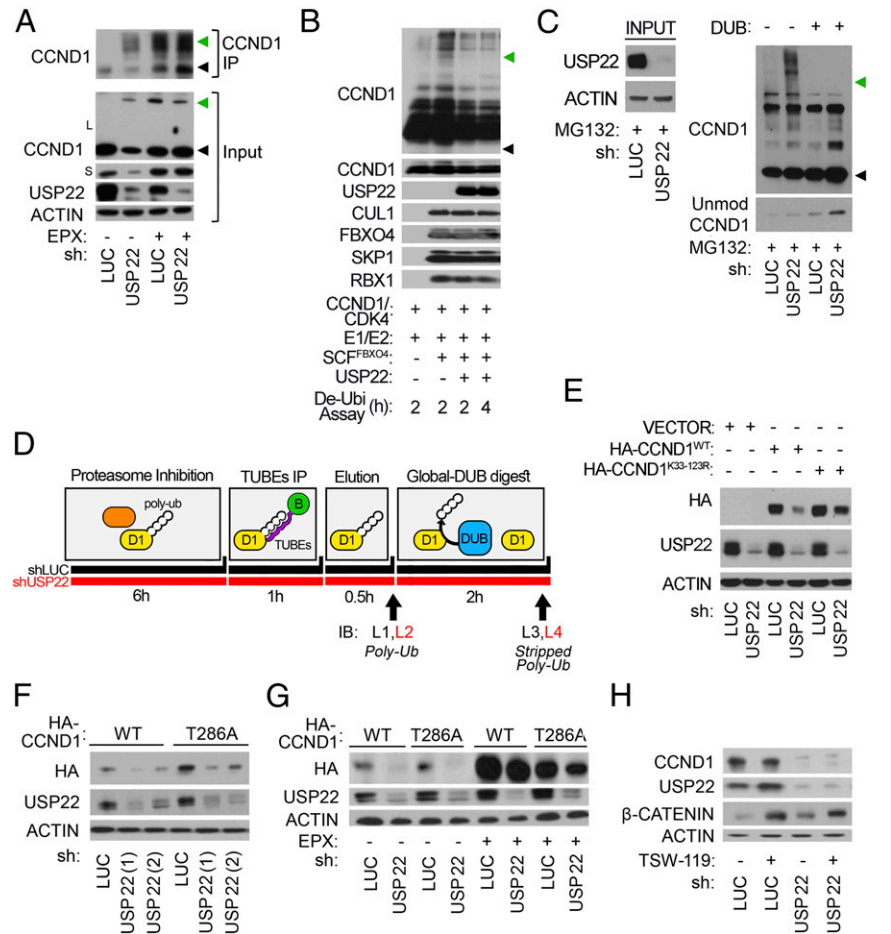 A
CCND1
CCND1
IP
L
CCND1
Input
S
USP22
ACTIN
EPX: - - + +
sh: LUC USP22 LUC USP22
B
CCND1
CCND1
USP22
CUL1
FBXO4
SKP1
RBX1
CCND1/
CDK4: + + + +
E1/E2: + + + +
SCFFBXO4: - + + +
USP22: - - + +
De-Ubi
Assay (h): 2 2 2 4
C
INPUT
USP22
ACTIN
MG132: + +
sh: LUC USP22
DUB: - - + +
CCND1
Unmod
CCND1
MG132: + + + +
sh: LUC USP22 LUC USP22
D
Proteasome Inhibition TUBEs IP Elution Global-DUB digest
poly-ub
D1
B
D1
TUBEs
D1
D1 DUB D1
shLUC
shUSP22
6h 1h 0.5h 2h
IB: L1,L2 L3,L4
Poly-Ub Stripped
Poly-Ub
E
VECTOR: + + - - - -
HA-CCND1WT: - - + + - -
HA-CCND1K33-123R: - - - - + +
HA
USP22
ACTIN
sh: LUC USP22 LUC USP22 LUC USP22
F
HA-
CCND1: WT T286A
HA
USP22
ACTIN
sh: LUC USP22 (1) USP22 (2) LUC USP22 (1) USP22 (2)
G
HA-
CCND1: WT T286A WT T286A
HA
USP22
ACTIN
EPX: - - - - + + + +
sh: LUC USP22 LUC USP22 LUC USP22 LUC USP22
H
CCND1
USP22
β-CATENIN
ACTIN
TSW-119: - + - +
sh: LUC LUC USP22 USP22